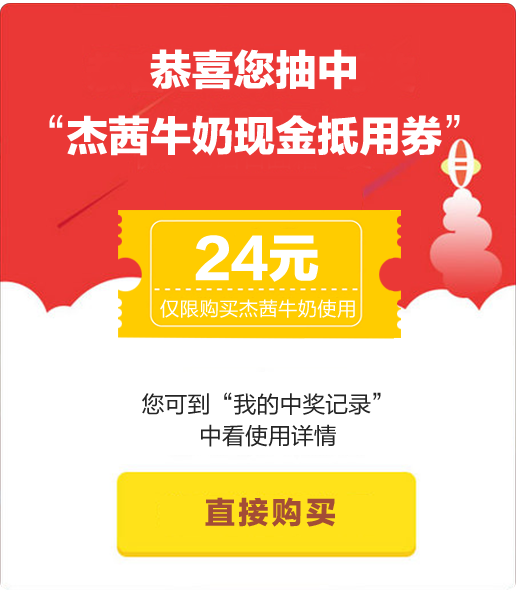 恭喜您抽中
“杰茜牛奶现金抵用券”
24元
仅限购买杰茜牛奶使用
您可到“我的中奖记录”
中看使用详情
直接购买